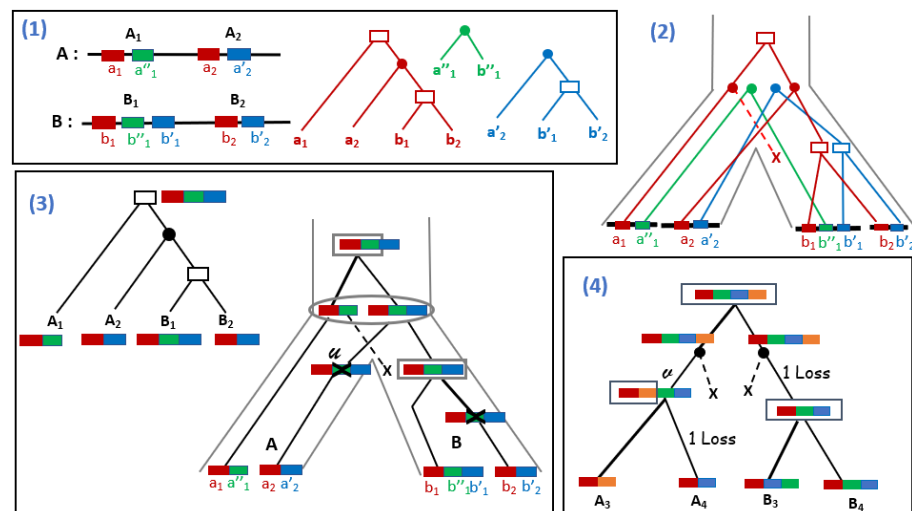 (1)
A :
A₁
A₂
a₁
a''₁
a₂
a'₂
B :
B₁
B₂
b₁
b''₁
b'₁
b₂
b'₂
a₁
a₂
b₁
b₂
a''₁
b''₁
a'₂
b'₁
b'₂
(2)
X
a₁
a''₁
a₂
a'₂
b₁
b''₁
b'₁
b₂
b'₂
(3)
A₁
A₂
B₁
B₂
u
X
A
B
a₁
a''₁
a₂
a'₂
b₁
b''₁
b'₁
b₂
b'₂
(4)
v
X
X
1 Loss
1 Loss
A₃
A₄
B₃
B₄